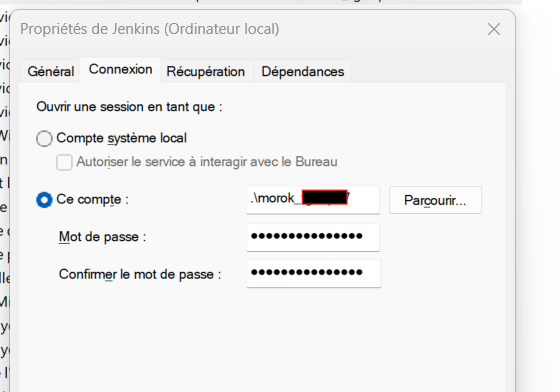 Propriétés de Jenkins (Ordinateur local)
Général Connexion Récupération Dépendances
Ouvrir une session en tant que :
Compte système local
Autoriser le service à interagir avec le Bureau
Ce compte : .\morok_ Parcourir...
Mot de passe : •••••••••••••••
Confirmer le mot de passe : •••••••••••••••